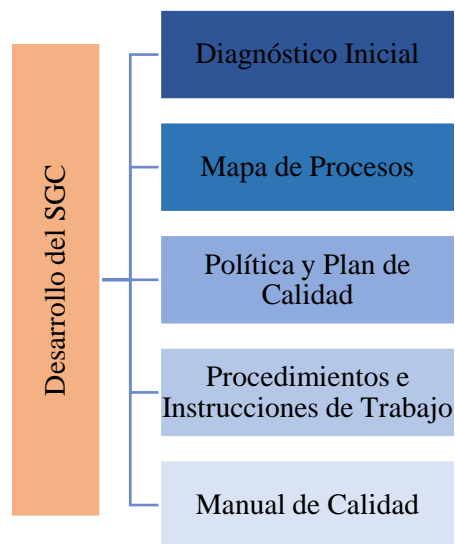 Desarrollo del SGC
Diagnóstico Inicial
Mapa de Procesos
Política y Plan de
Calidad
Procedimientos e
Instrucciones de Trabajo
Manual de Calidad